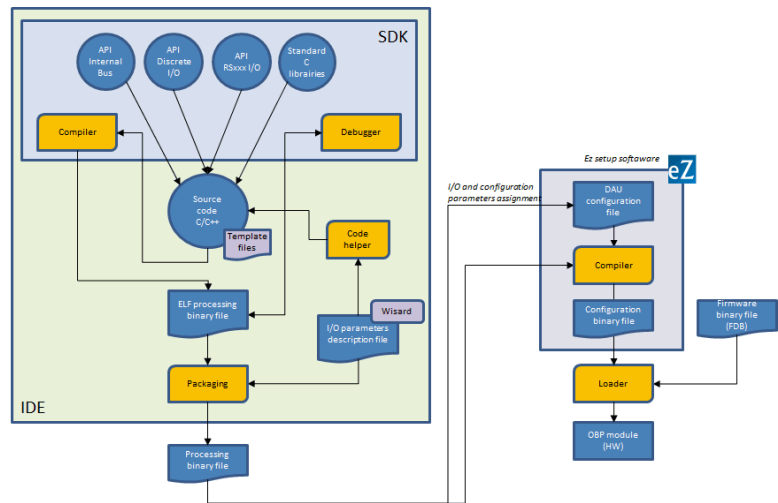 SDK
API
Internal
Bus
API
Discrete
I/O
API
RSxxx I/O
Standard
C
librairies
Compiler
Debugger
Source
code
C/C++
Template
files
Code
helper
ELF processing
binary file
Wisard
I/O parameters
description file
Packaging
IDE
Processing
binary file
I/O and configuration
parameters assignment
Ez setup softaware
eZ
DAU
configuration
file
Compiler
Configuration
binary file
Firmware
binary file
(FDB)
Loader
OBP module
(HW)